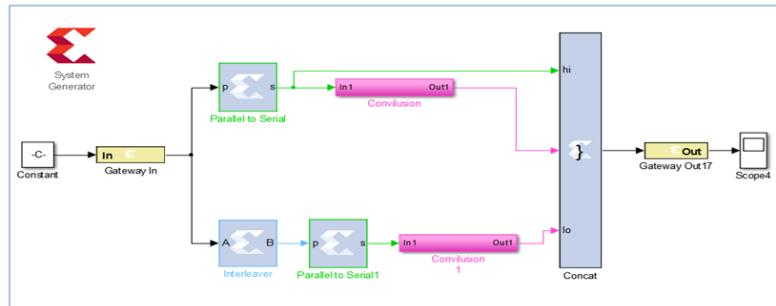 System
Generator
p s
Parallel to Serial
In1 Out1
Convilusion
hi
-C-
Constant
In
Gateway In
}
Out
Gateway Out17
Scope4
A B
Interleaver
p s
Parallel to Serial1
In1 Out1
Convilusion
1
lo
Concat